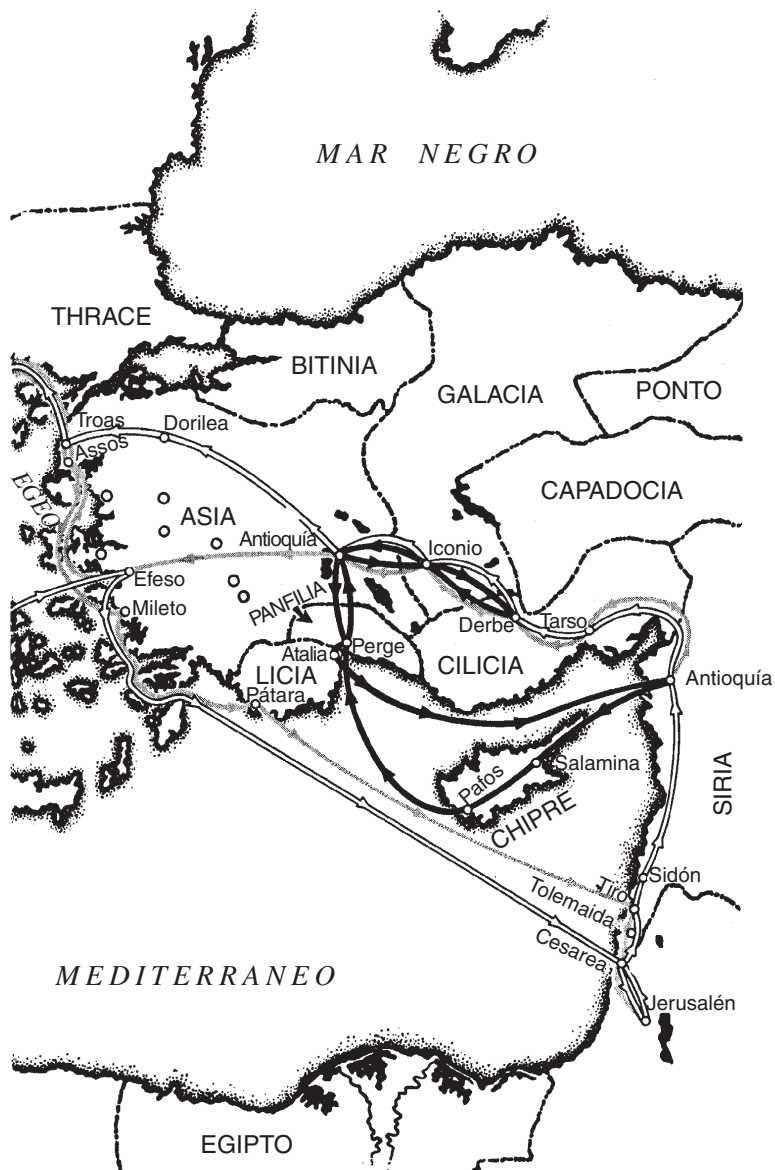 MAR NEGRO
THRACE
BITINIA
GALACIA
PONTO
Troas
Dorilea
Assos
EGEO
CAPADOCIA
ASIA
Antioquía
Iconio
Efeso
Mileto
PANFILIA
Derbe
Tarso
Atalia
Perge
CILICIA
LICIA
Pátara
Antioquía
Salamina
Pafos
CHIPRE
SIRIA
Sidón
Tiro
Tolemaida
Cesarea
MEDITERRANEO
Jerusalén
EGIPTO